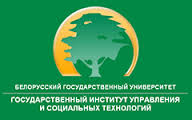 БЕЛОРУССКИЙ ГОСУДАРСТВЕННЫЙ УНИВЕРСИТЕТ
ГОСУДАРСТВЕННЫЙ ИНСТИТУТ УПРАВЛЕНИЯ
И СОЦИАЛЬНЫХ ТЕХНОЛОГИЙ